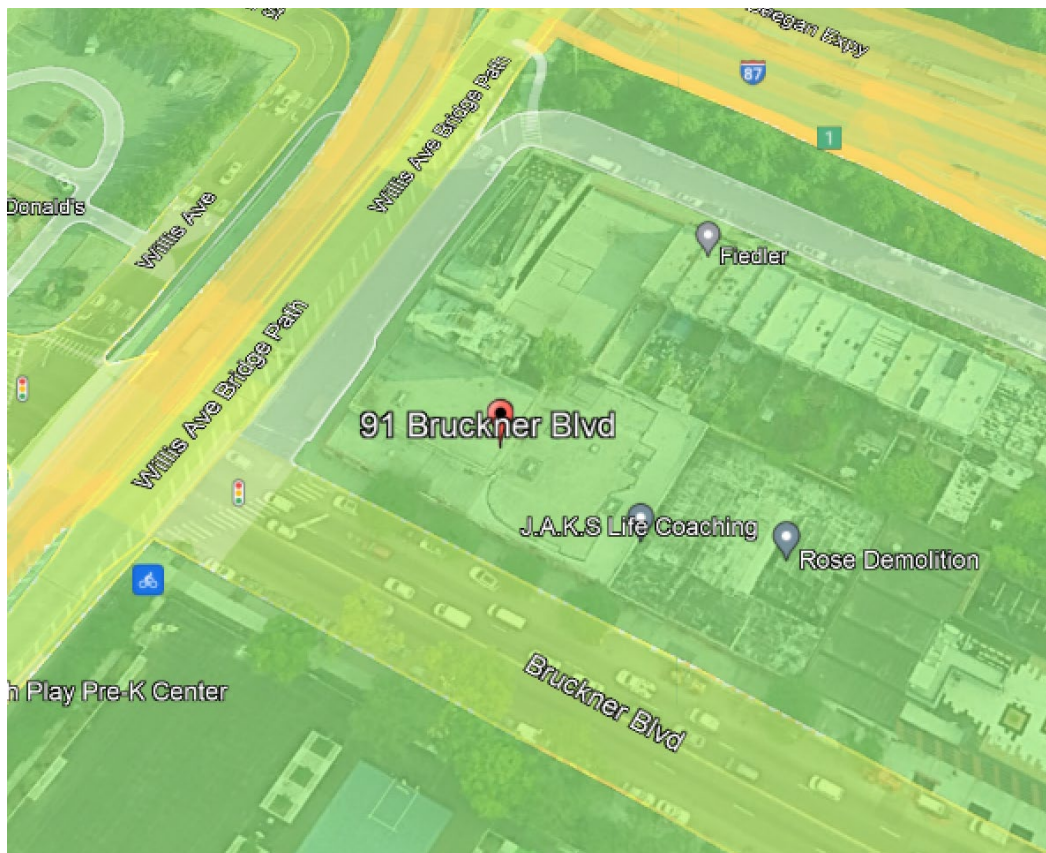 Deegan Expy
87
1
Willis Ave Bridge Path
Donald's
Willis Ave
Fiedler
Willis Ave Bridge Path
91 Bruckner Blvd
J.A.K.S Life Coaching
Rose Demolition
Bruckner Blvd
h Play Pre-K Center